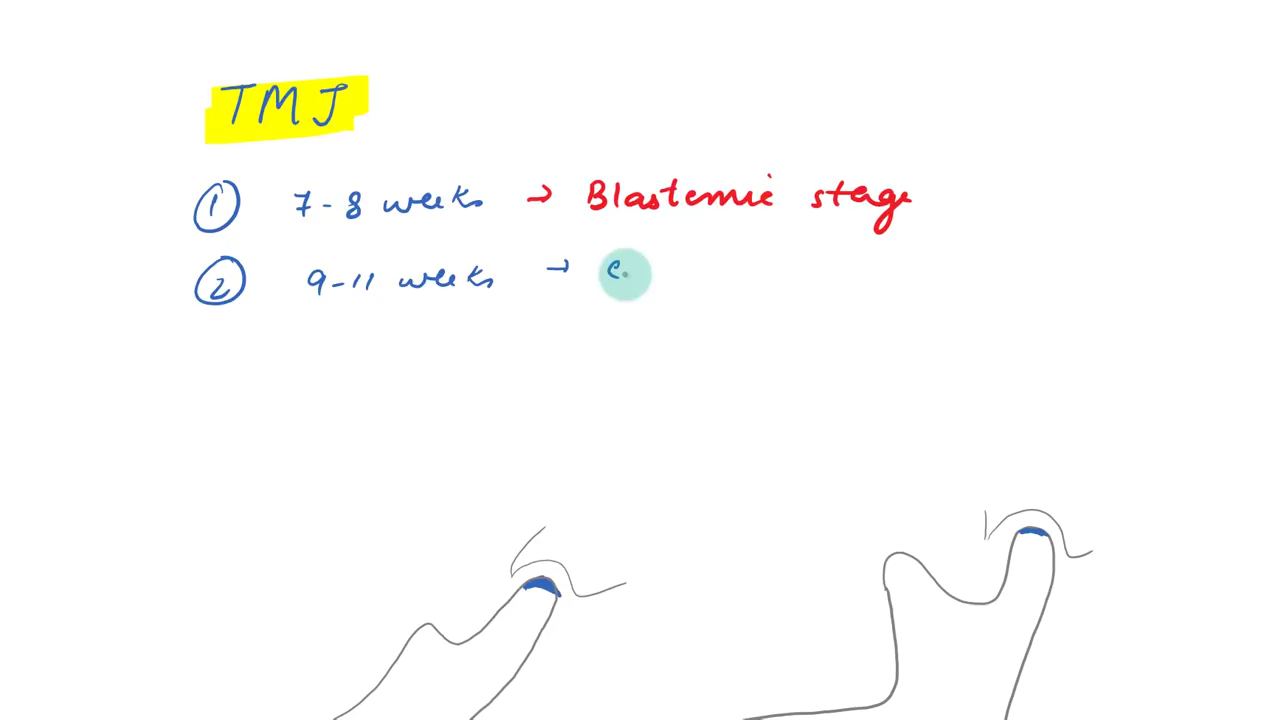 TMJ
1 7-8 weeks → Blastemic stage
2 9-11 weeks → c